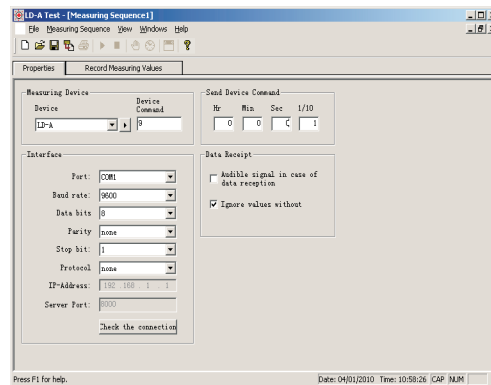 LD-A Test - [Measuring Sequence1]
File Measuring Sequence View Windows Help
Properties Record Measuring Values
Measuring Device
Device Device Command
LD-A 9
Send Device Command
Hr Min Sec 1/10
0 0 0 1
Interface
Port: COM1
Baud rate: 9600
Data bits 8
Parity none
Stop bit: 1
Protocol none
IP-Address: 192 .168 . 1 . 1
Server Port: 8000
Check the connection
Data Receipt
Audible signal in case of
data reception
Ignore values without
Press F1 for help.
Date: 04/01/2010 Time: 10:58:26 CAP NUM